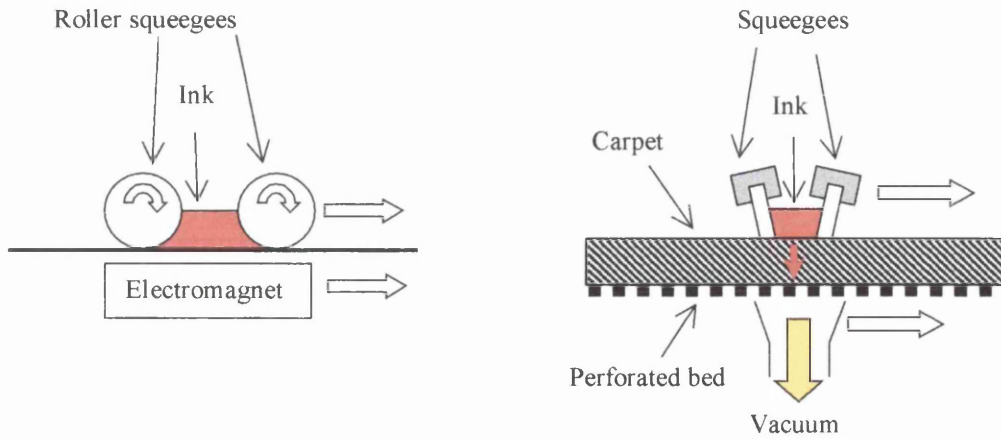 Roller squeegees
Ink
Electromagnet
Squeegees
Ink
Carpet
Perforated bed
Vacuum